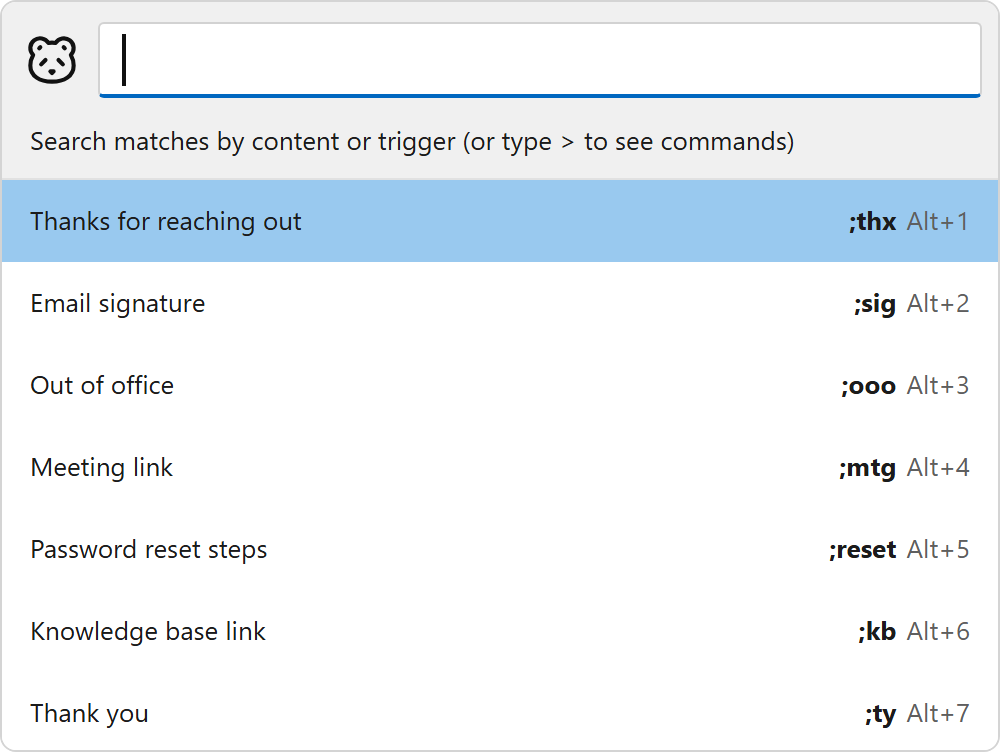 Search matches by content or trigger (or type > to see commands)
Thanks for reaching out ;thx Alt+1
Email signature ;sig Alt+2
Out of office ;ooo Alt+3
Meeting link ;mtg Alt+4
Password reset steps ;reset Alt+5
Knowledge base link ;kb Alt+6
Thank you ;ty Alt+7